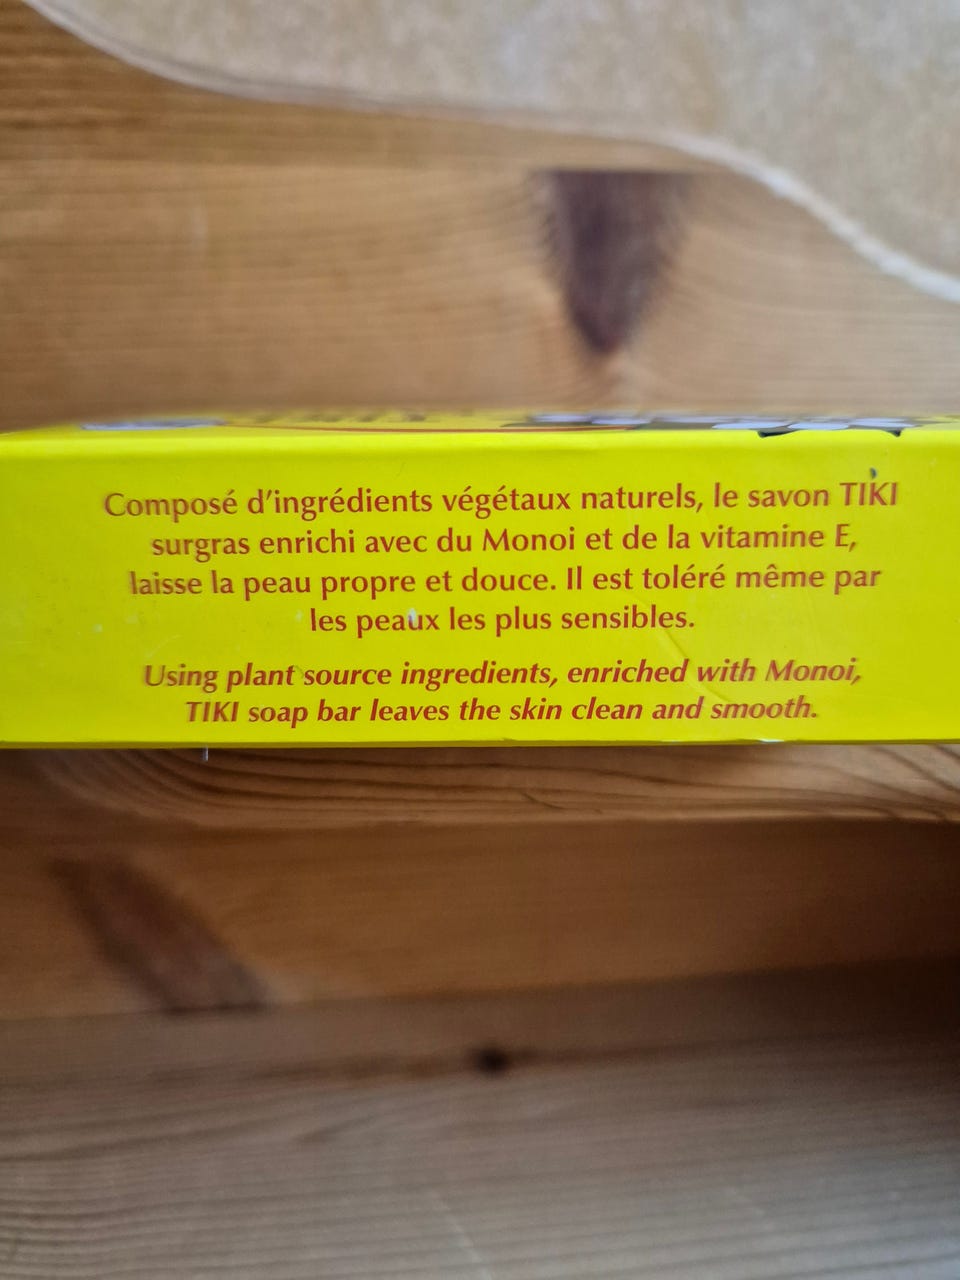 Composé d'ingrédients végétaux naturels, le savon TIKI
surgras enrichi avec du Monoi et de la vitamine E,
laisse la peau propre et douce. Il est toléré même par
les peaux les plus sensibles.
Using plant source ingredients, enriched with Monoi,
TIKI soap bar leaves the skin clean and smooth.